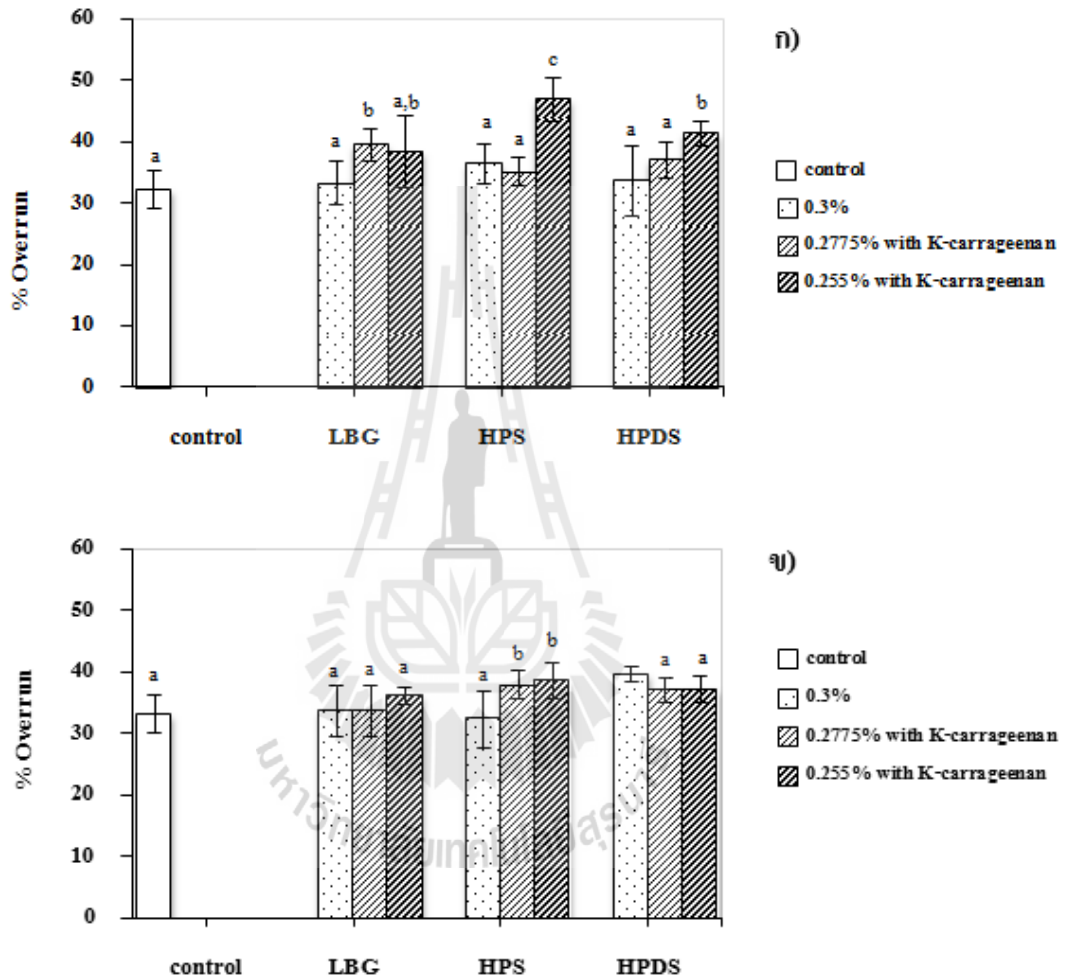 60
50
40
30
20
10
0
% Overrun
a
a
b
a,b
a
a
c
a
a
b
control
LBG
HPS
HPDS
ก)
control
0.3%
0.2775% with K-carrageenan
0.255% with K-carrageenan
60
50
40
30
20
10
0
% Overrun
a
a
a
a
a
b
b
a
a
control
LBG
HPS
HPDS
ข)
control
0.3%
0.2775% with K-carrageenan
0.255% with K-carrageenan